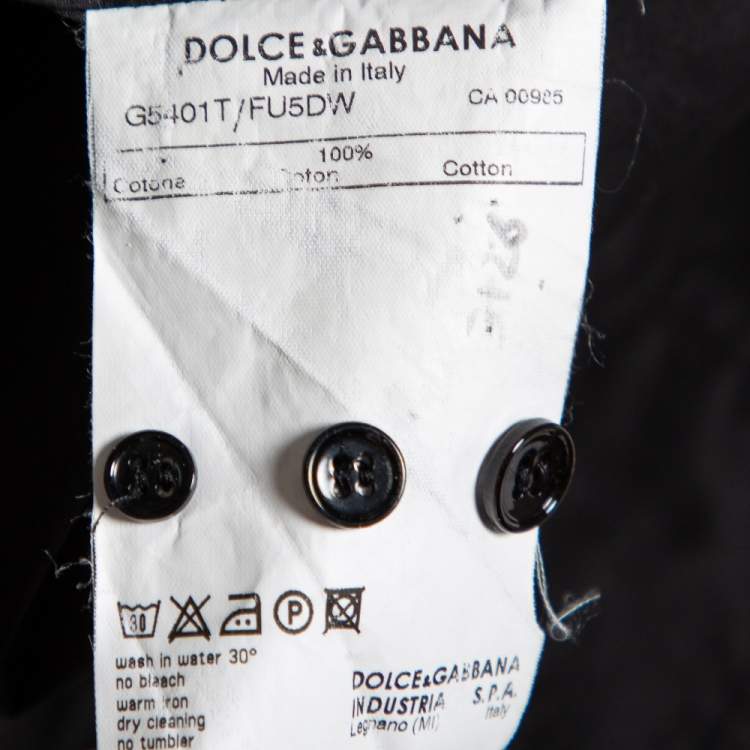 DOLCE&GABBANA
Made in Italy
G5401T/FU5DW CA 00985
100%
Cotone Coton Cotton
30 P
wash in water 30°
no bleach
warm iron
dry cleaning
no tumbler
DOLCE&GABBANA
INDUSTRIA S.P.A.
Legnano (MI) Italy